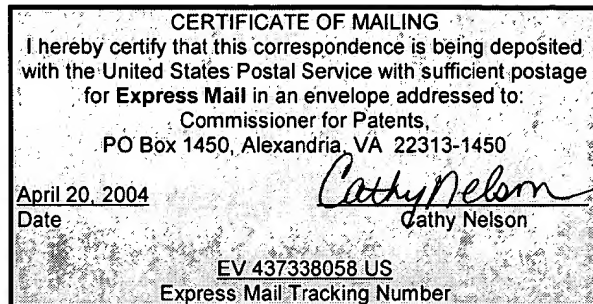 CERTIFICATE OF MAILING
I hereby certify that this correspondence is being deposited
with the United States Postal Service with sufficient postage
for Express Mail in an envelope addressed to:
Commissioner for Patents,
PO Box 1450, Alexandria, VA 22313-1450
April 20, 2004 Cathy Nelson
Date Cathy Nelson
EV 437338058 US
Express Mail Tracking Number